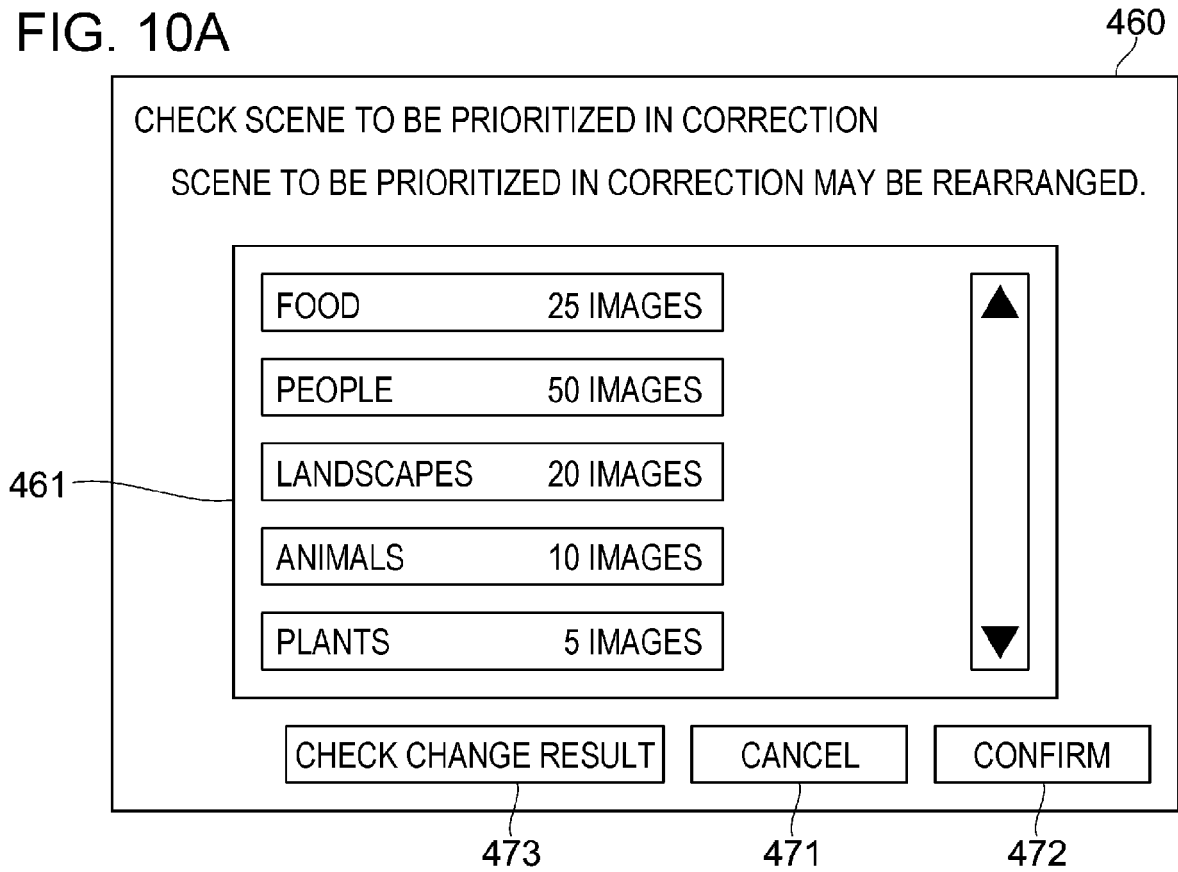 FIG. 10A
460
CHECK SCENE TO BE PRIORITIZED IN CORRECTION
SCENE TO BE PRIORITIZED IN CORRECTION MAY BE REARRANGED.
FOOD 25 IMAGES
PEOPLE 50 IMAGES
LANDSCAPES 20 IMAGES
461
ANIMALS 10 IMAGES
PLANTS 5 IMAGES
CHECK CHANGE RESULT CANCEL CONFIRM
473 471 472